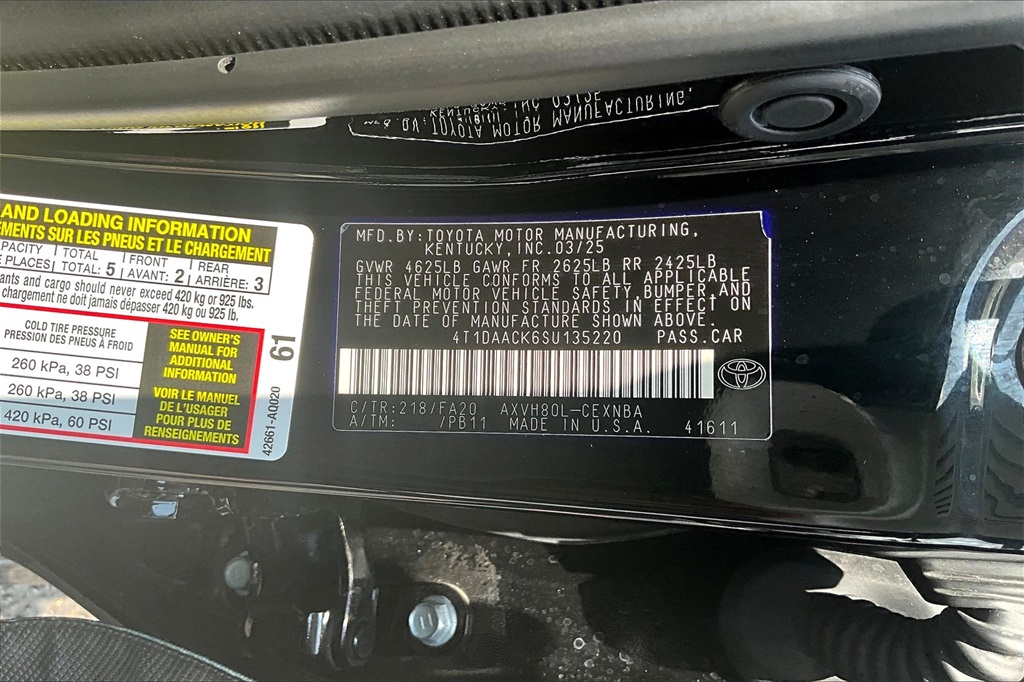 AND LOADING INFORMATION
EMENTS SUR LES PNEUS ET LE CHARGEMENT
PACITY TOTAL FRONT REAR
E PLACES TOTAL: 5 AVANT: 2 ARRIÈRE: 3
ants and cargo should never exceed 420 kg or 925 lbs.
chargement ne doit jamais dépasser 420 kg ou 925 lb.
COLD TIRE PRESSURE
PRESSION DES PNEUS À FROID
260 kPa, 38 PSI
260 kPa, 38 PSI
420 kPa, 60 PSI
SEE OWNER'S
MANUAL FOR
ADDITIONAL
INFORMATION
VOIR LE MANUEL
DE L'USAGER
POUR PLUS DE
RENSEIGNEMENTS
61
42661-A0020
MFD.BY:TOYOTA MOTOR MANUFACTURING,
KENTUCKY, INC.03/25
GVWR 4625LB GAWR FR 2625LB RR 2425LB
THIS VEHICLE CONFORMS TO ALL APPLICABLE
FEDERAL MOTOR VEHICLE SAFETY, BUMPER, AND
THEFT PREVENTION STANDARDS IN EFFECT ON
THE DATE OF MANUFACTURE SHOWN ABOVE.
4T1DAACK6SU135220 PASS.CAR
C/TR:218/FA20 AXVH80L-CEXNBA
A/TM: /PB11 MADE IN U.S.A. 41611